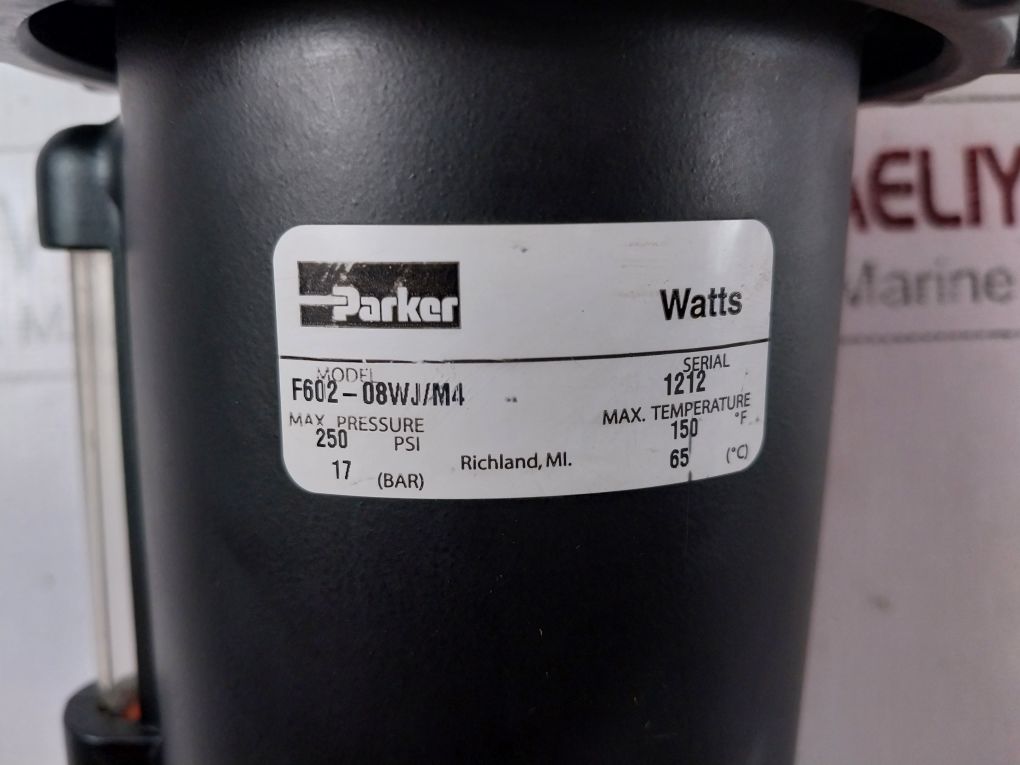 Parker
Watts
MODEL
SERIAL
F602-08WJ/M4
1212
MAX PRESSURE
MAX. TEMPERATURE
250 PSI
150 °F
17 (BAR)
Richland, MI.
65 (°C)
AELIY
Marine